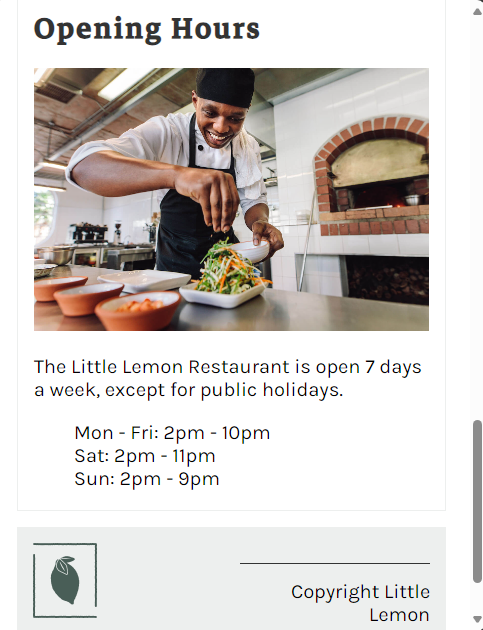 Opening Hours
The Little Lemon Restaurant is open 7 days
a week, except for public holidays.
Mon - Fri: 2pm - 10pm
Sat: 2pm - 11pm
Sun: 2pm - 9pm
Copyright Little
Lemon